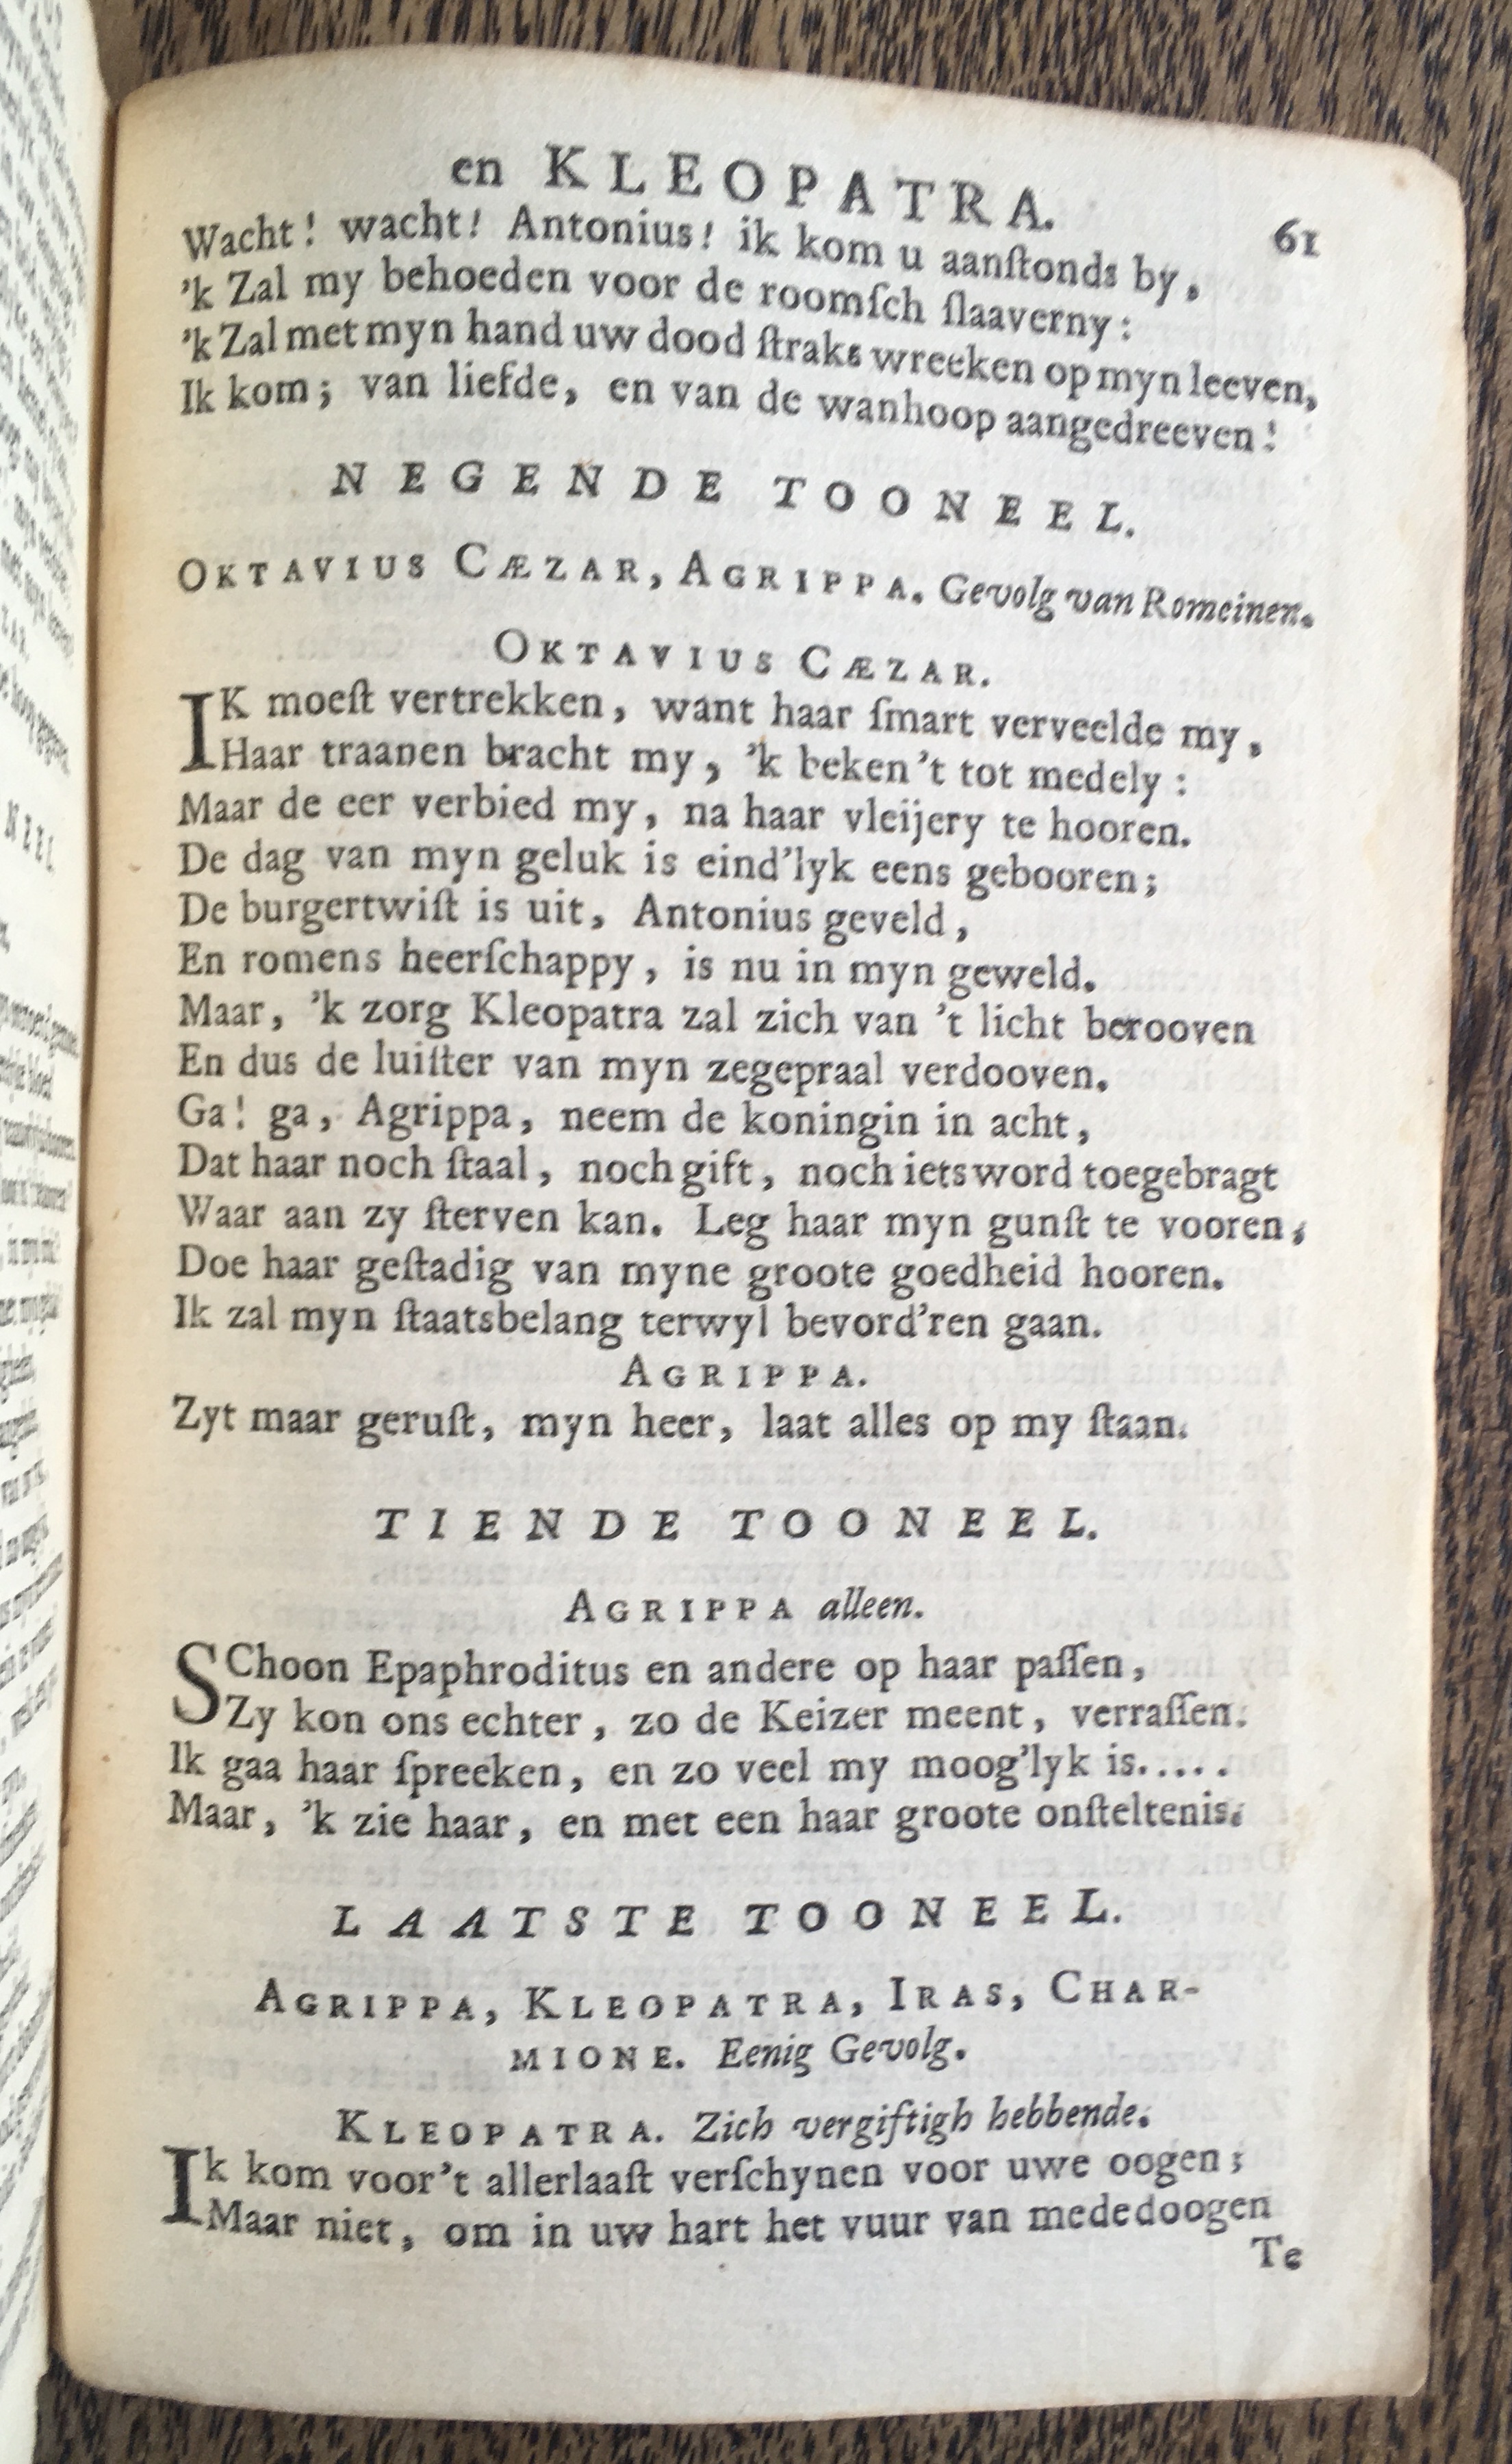 en KLEOPATRA. 61
Wacht! wacht! Antonius! ik kom u aanſtonds by,
'k Zal my behoeden voor de roomſch ſlaaverny:
'k Zal met myn hand uw dood ſtraks wreeken op myn leeven,
Ik kom; van liefde, en van de wanhoop aangedreeven!
NEGENDE TOONEEL.
OKTAVIUS CÆZAR, AGRIPPA. Gevolg van Romeinen.
OKTAVIUS CÆZAR.
IK moeſt vertrekken, want haar ſmart verveelde my,
Haar traanen bracht my, 'k beken't tot medely:
Maar de eer verbied my, na haar vleijery te hooren.
De dag van myn geluk is eind'lyk eens gebooren;
De burgertwiſt is uit, Antonius geveld,
En romens heerſchappy, is nu in myn geweld.
Maar, 'k zorg Kleopatra zal zich van 't licht berooven
En dus de luiſter van myn zegepraal verdooven.
Ga! ga, Agrippa, neem de koningin in acht,
Dat haar noch ſtaal, noch gift, noch iets word toegebragt
Waar aan zy ſterven kan. Leg haar myn gunſt te vooren,
Doe haar geſtadig van myne groote goedheid hooren.
Ik zal myn ſtaatsbelang terwyl bevord'ren gaan.
AGRIPPA.
Zyt maar geruſt, myn heer, laat alles op my ſtaan.
TIENDE TOONEEL.
AGRIPPA alleen.
SChoon Epaphroditus en andere op haar paſſen,
Zy kon ons echter, zo de Keizer meent, verraſſen.
Ik gaa haar ſpreeken, en zo veel my moog'lyk is.....
Maar, 'k zie haar, en met een haar groote onſteltenis.
LAATSTE TOONEEL.
AGRIPPA, KLEOPATRA, IRAS, CHAR-
MIONE. Eenig Gevolg.
KLEOPATRA. Zich vergiftigh hebbende.
Ik kom voor't allerlaaſt verſchynen voor uwe oogen;
Maar niet, om in uw hart het vuur van mededoogen
Te